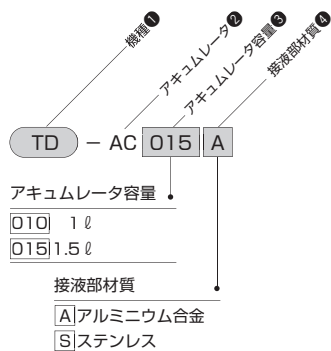 機種❶
アキュムレータ❷
アキュムレータ容量❸
接液部材質❹
TD － AC 015 A
アキュムレータ容量
010 1ℓ
015 1.5ℓ
接液部材質
A アルミニウム合金
S ステンレス